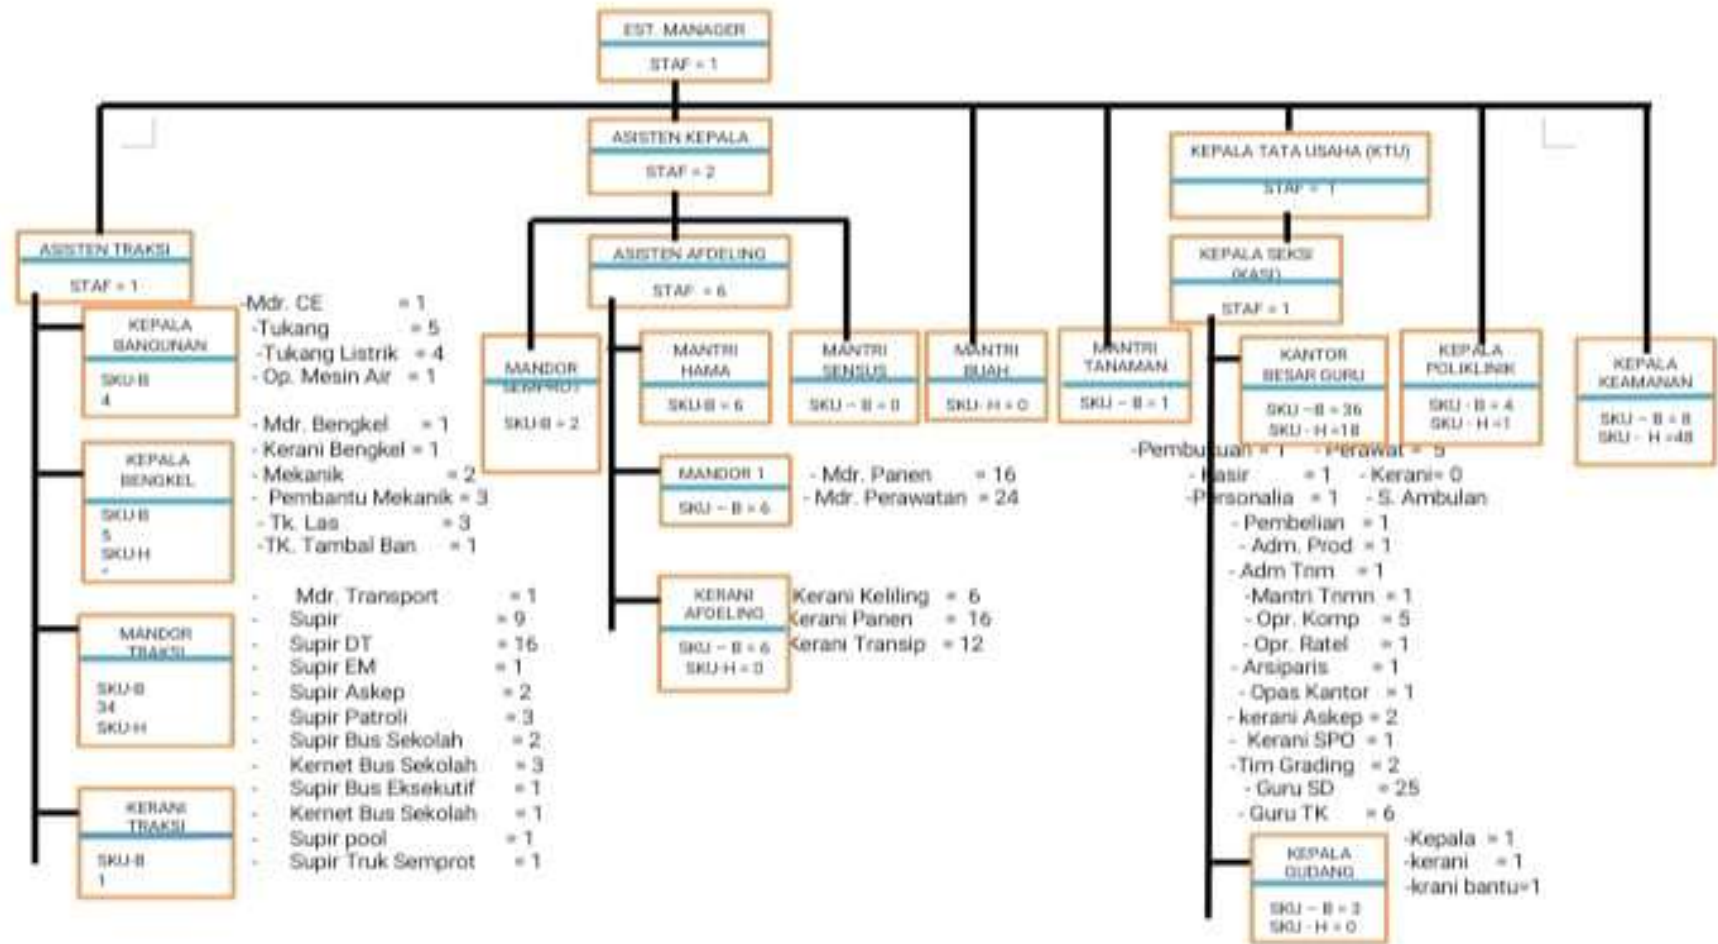 EST. MANAGER
STAF = 1
ASISTEN KEPALA
STAF = 2
KEPALA TATA USAHA (KTU)
STAF = 1
ASISTEN TRAKSI
STAF = 1
ASISTEN AFDELING
STAF = 6
KEPALA SEKSI
(KASI)
STAF = 1
KEPALA
BANGUNAN
SKU-B
4
-Mdr. CE = 1
-Tukang = 5
-Tukang Listrik = 4
- Op. Mesin Air = 1
KEPALA
BENGKEL
SKU-B
5
SKU-H
- Mdr. Bengkel = 1
- Kerani Bengkel = 1
- Mekanik = 2
- Pembantu Mekanik = 3
- Tk. Las = 3
-TK. Tambal Ban = 1
MANDOR
TRAKSI
SKU-B
34
SKU-H
KERANI
TRAKSI
SKU-B
1
- Mdr. Transport = 1
- Supir = 9
- Supir DT = 16
- Supir EM = 1
- Supir Askep = 2
- Supir Patroli = 3
- Supir Bus Sekolah = 2
- Kernet Bus Sekolah = 3
- Supir Bus Eksekutif = 1
- Kernet Bus Sekolah = 1
- Supir pool = 1
- Supir Truk Semprot = 1
MANDOR
SEMPROT
SKU-B = 2
MANTRI
HAMA
SKU-B = 6
MANTRI
SENSUS
SKU – B = 0
MANTRI
BUAH
SKU- H = 0
MANTRI
TANAMAN
SKU – B = 1
MANDOR 1
SKU – B = 6
- Mdr. Panen = 16
- Mdr. Perawatan = 24
KERANI
AFDELING
SKU – B = 6
SKU-H = 0
Kerani Keliling = 6
Kerani Panen = 16
Kerani Transip = 12
KANTOR
BESAR GURU
SKU – B = 36
SKU - H =18
KEPALA
POLIKLINIK
SKU - B = 4
SKU - H =1
KEPALA
KEAMANAN
SKU – B = 8
SKU – H =48
-Pembukuan = 1 - Perawat = 5
- Kasir = 1 - Kerani= 0
-Personalia = 1 - S. Ambulan
- Pembelian = 1
- Adm. Prod = 1
- Adm Tnm = 1
-Mantri Tnmn = 1
- Opr. Komp = 5
- Opr. Ratel = 1
- Arsiparis = 1
- Opas Kantor = 1
- kerani Askep = 2
- Kerani SPO = 1
-Tim Grading = 2
- Guru SD = 25
- Guru TK = 6
KEPALA
GUDANG
SKU – B = 3
SKU - H = 0
-Kepala = 1
-kerani = 1
-krani bantu=1